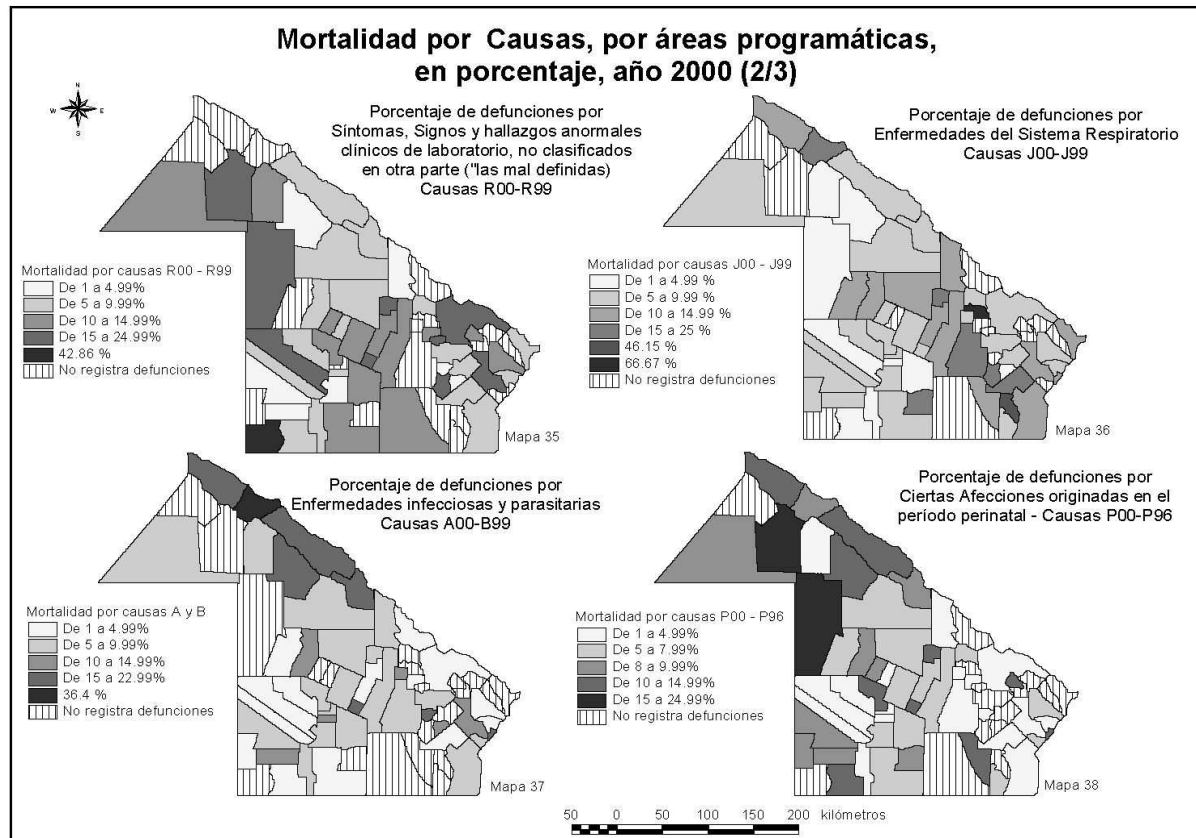 Mortalidad por Causas, por áreas programáticas,
en porcentaje, año 2000 (2/3)
N
W E
S
Porcentaje de defunciones por
Síntomas, Signos y hallazgos anormales
clínicos de laboratorio, no clasificados
en otra parte ("las mal definidas)
Causas R00-R99
Mortalidad por causas R00 - R99
De 1 a 4.99%
De 5 a 9.99%
De 10 a 14.99%
De 15 a 24.99%
42.86 %
No registra defunciones
Mapa 35
Porcentaje de defunciones por
Enfermedades del Sistema Respiratorio
Causas J00-J99
Mortalidad por causas J00 - J99
De 1 a 4.99 %
De 5 a 9.99 %
De 10 a 14.99 %
De 15 a 25 %
46.15 %
66.67 %
No registra defunciones
Mapa 36
Porcentaje de defunciones por
Enfermedades infecciosas y parasitarias
Causas A00-B99
Mortalidad por causas A y B
De 1 a 4.99%
De 5 a 9.99%
De 10 a 14.99%
De 15 a 22.99%
36.4 %
No registra defunciones
Mapa 37
Porcentaje de defunciones por
Ciertas Afecciones originadas en el
período perinatal - Causas P00-P96
Mortalidad por causas P00 - P96
De 1 a 4.99%
De 5 a 7.99%
De 8 a 9.99%
De 10 a 14.99%
De 15 a 24.99%
No registra defunciones
Mapa 38
50 0 50 100 150 200 kilómetros